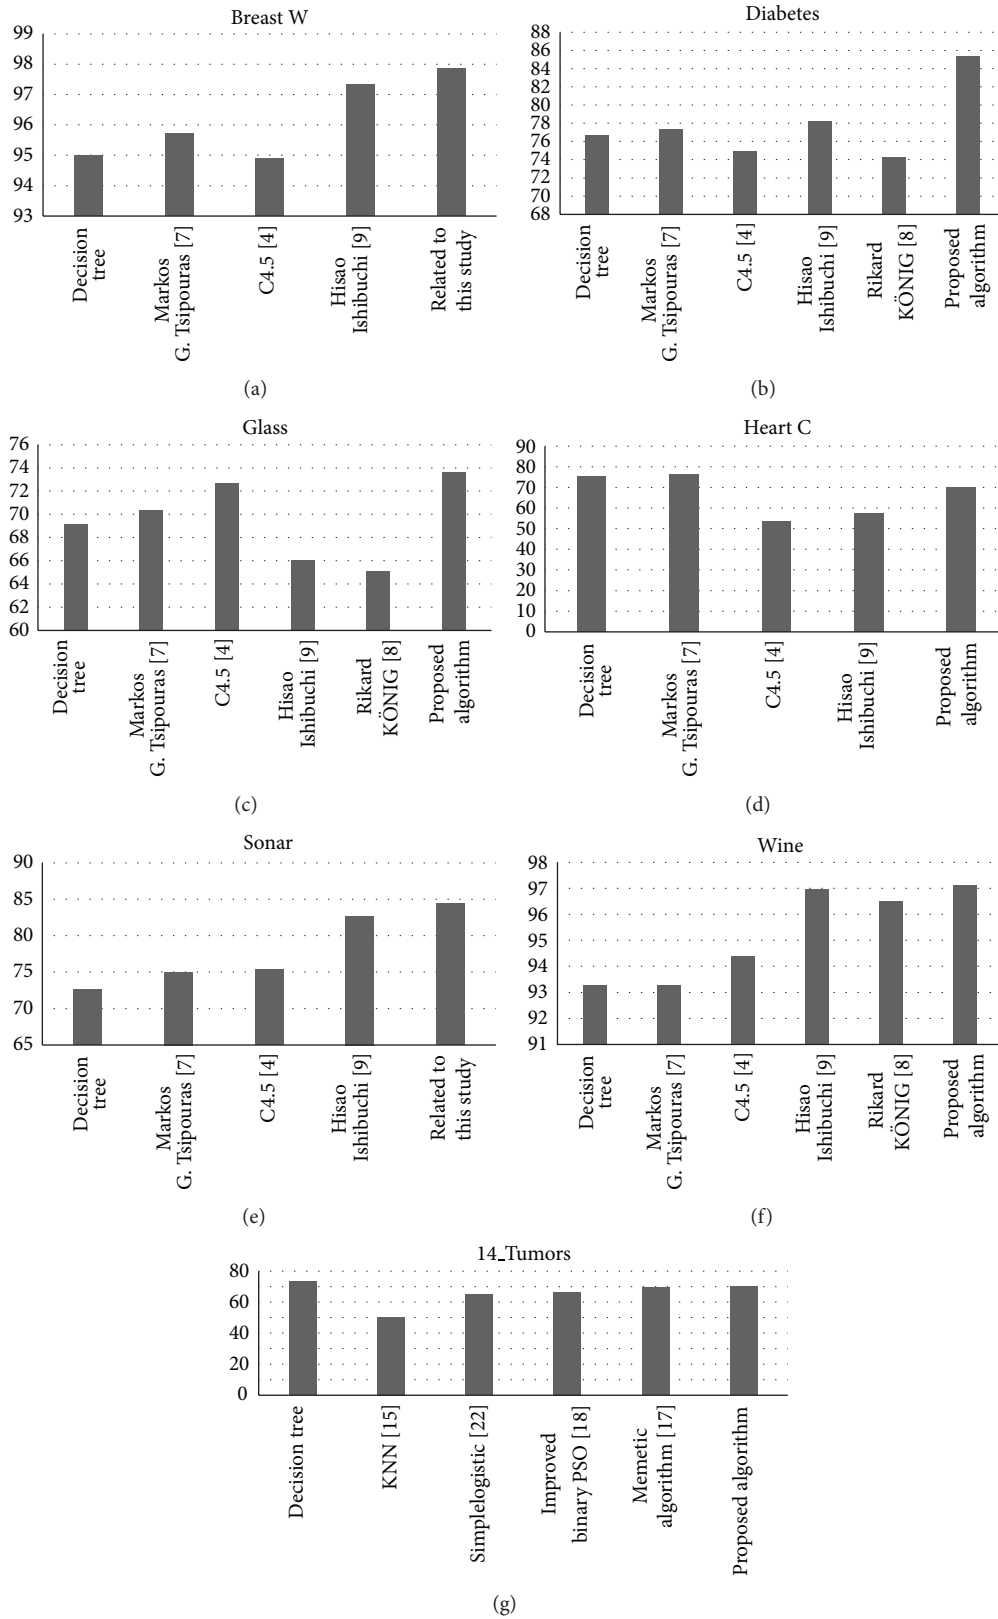 Breast W
99
98
97
96
95
94
93
Decision
tree
Markos
G. Tsipouras [7]
C4.5 [4]
Hisao
Ishibuchi [9]
Related to
this study
(a)
Diabetes
88
86
84
82
80
78
76
74
72
70
68
Decision
tree
Markos
G. Tsipouras [7]
C4.5 [4]
Hisao
Ishibuchi [9]
Rikard
KÖNIG [8]
Proposed
algorithm
(b)
Glass
76
74
72
70
68
66
64
62
60
Decision
tree
Markos
G. Tsipouras [7]
C4.5 [4]
Hisao
Ishibuchi [9]
Rikard
KÖNIG [8]
Proposed
algorithm
(c)
Heart C
90
80
70
60
50
40
30
20
10
0
Decision
tree
Markos
G. Tsipouras [7]
C4.5 [4]
Hisao
Ishibuchi [9]
Proposed
algorithm
(d)
Sonar
90
85
80
75
70
65
Decision
tree
Markos
G. Tsipouras [7]
C4.5 [4]
Hisao
Ishibuchi [9]
Related to
this study
(e)
Wine
98
97
96
95
94
93
92
91
Decision
tree
Markos
G. Tsipouras [7]
C4.5 [4]
Hisao
Ishibuchi [9]
Rikard
KÖNIG [8]
Proposed
algorithm
(f)
14_Tumors
80
60
40
20
0
Decision tree
KNN [15]
Simplelogistic [22]
Improved
binary PSO [18]
Memetic
algorithm [17]
Proposed algorithm
(g)